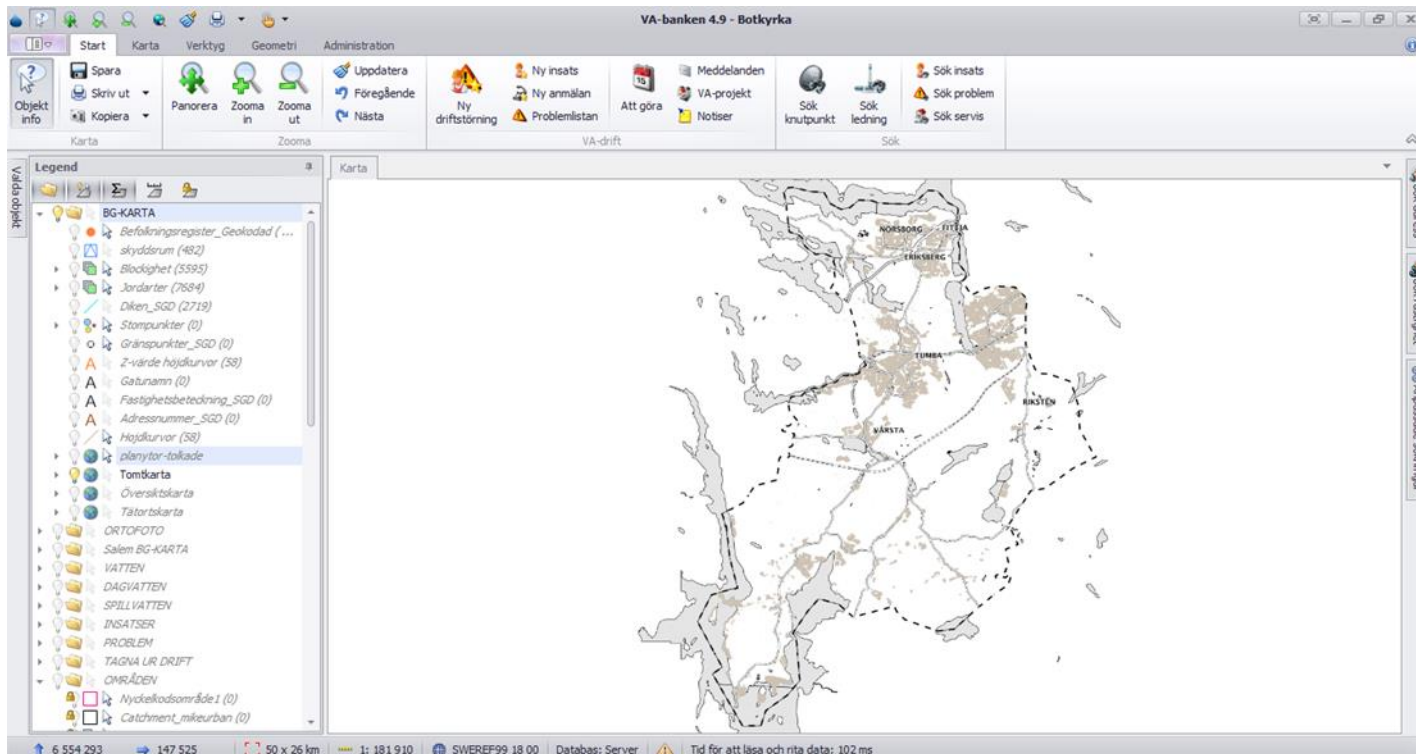 VA-banken 4.9 - Botkyrka
Start Karta Verktyg Geometri Administration
Objekt info
Spara
Skriv ut
Kopiera
Karta
Panorera
Zooma in
Zooma ut
Uppdatera
Föregående
Nästa
Zooma
Ny driftstörning
Ny insats
Ny anmälan
Problemlistan
15
Att göra
Meddelanden
VA-projekt
Notiser
VA-drift
Sök knutpunkt
Sök ledning
Sök insats
Sök problem
Sök servis
Sök
Valda objekt
Legend
BG-KARTA
Befolkningsregister_Geokodad ( ...
skyddsrum (482)
Blockighet (5595)
Jordarter (7684)
Diken_SGD (2719)
Stompunkter (0)
Gränspunkter_SGD (0)
Z-värde höjdkurvor (58)
Gatunamn (0)
Fastighetsbeteckning_SGD (0)
Adressnummer_SGD (0)
Hojdkurvor (58)
planytor-tolkade
Tomtkarta
Översiktskarta
Tätortskarta
ORTOFOTO
Salem BG-KARTA
VATTEN
DAGVATTEN
SPILLVATTEN
INSATSER
PROBLEM
TAGNA UR DRIFT
OMRÅDEN
Nyckelkodsområde1 (0)
Catchment_mikeurban (0)
Karta
NORSBORG
FITTJA
ERIKSBERG
TUMBA
RIKSTEN
VÅRSTA
6 554 293 147 525 50 x 26 km 1: 181 910 SWEREF99 18 00 Databas: Server Tid för att läsa och rita data: 102 ms